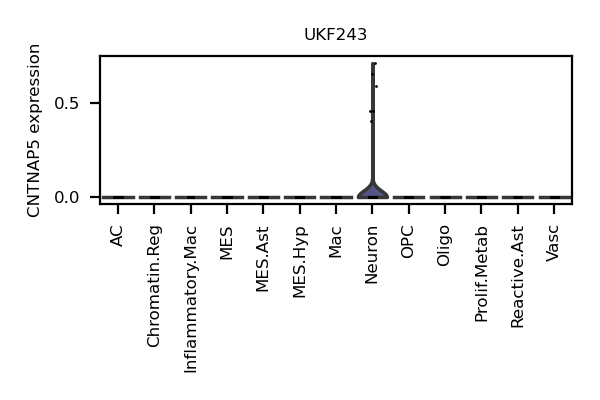 UKF243
CNTNAP5 expression
0.5
0.0
AC
Chromatin.Reg
Inflammatory.Mac
MES
MES.Ast
MES.Hyp
Mac
Neuron
OPC
Oligo
Prolif.Metab
Reactive.Ast
Vasc